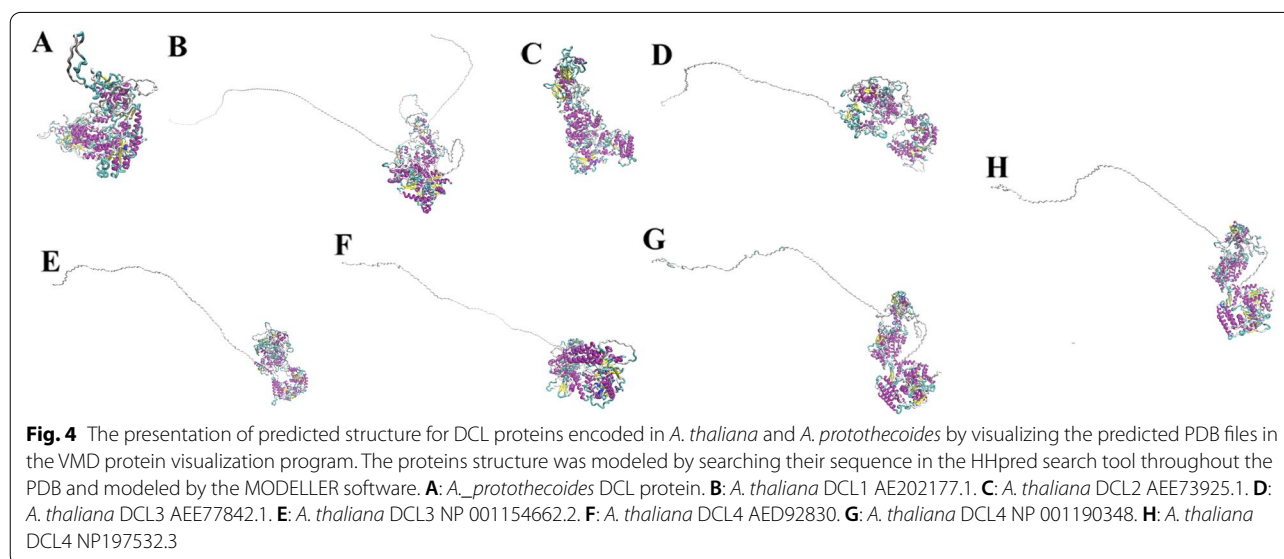 A
B
C
D
H
E
F
G
Fig. 4 The presentation of predicted structure for DCL proteins encoded in A. thaliana and A. protothecoides by visualizing the predicted PDB files in
the VMD protein visualization program. The proteins structure was modeled by searching their sequence in the HHpred search tool throughout the
PDB and modeled by the MODELLER software. A: A._protothecoides DCL protein. B: A. thaliana DCL1 AE202177.1. C: A. thaliana DCL2 AEE73925.1. D:
A. thaliana DCL3 AEE77842.1. E: A. thaliana DCL3 NP 001154662.2. F: A. thaliana DCL4 AED92830. G: A. thaliana DCL4 NP 001190348. H: A. thaliana
DCL4 NP197532.3